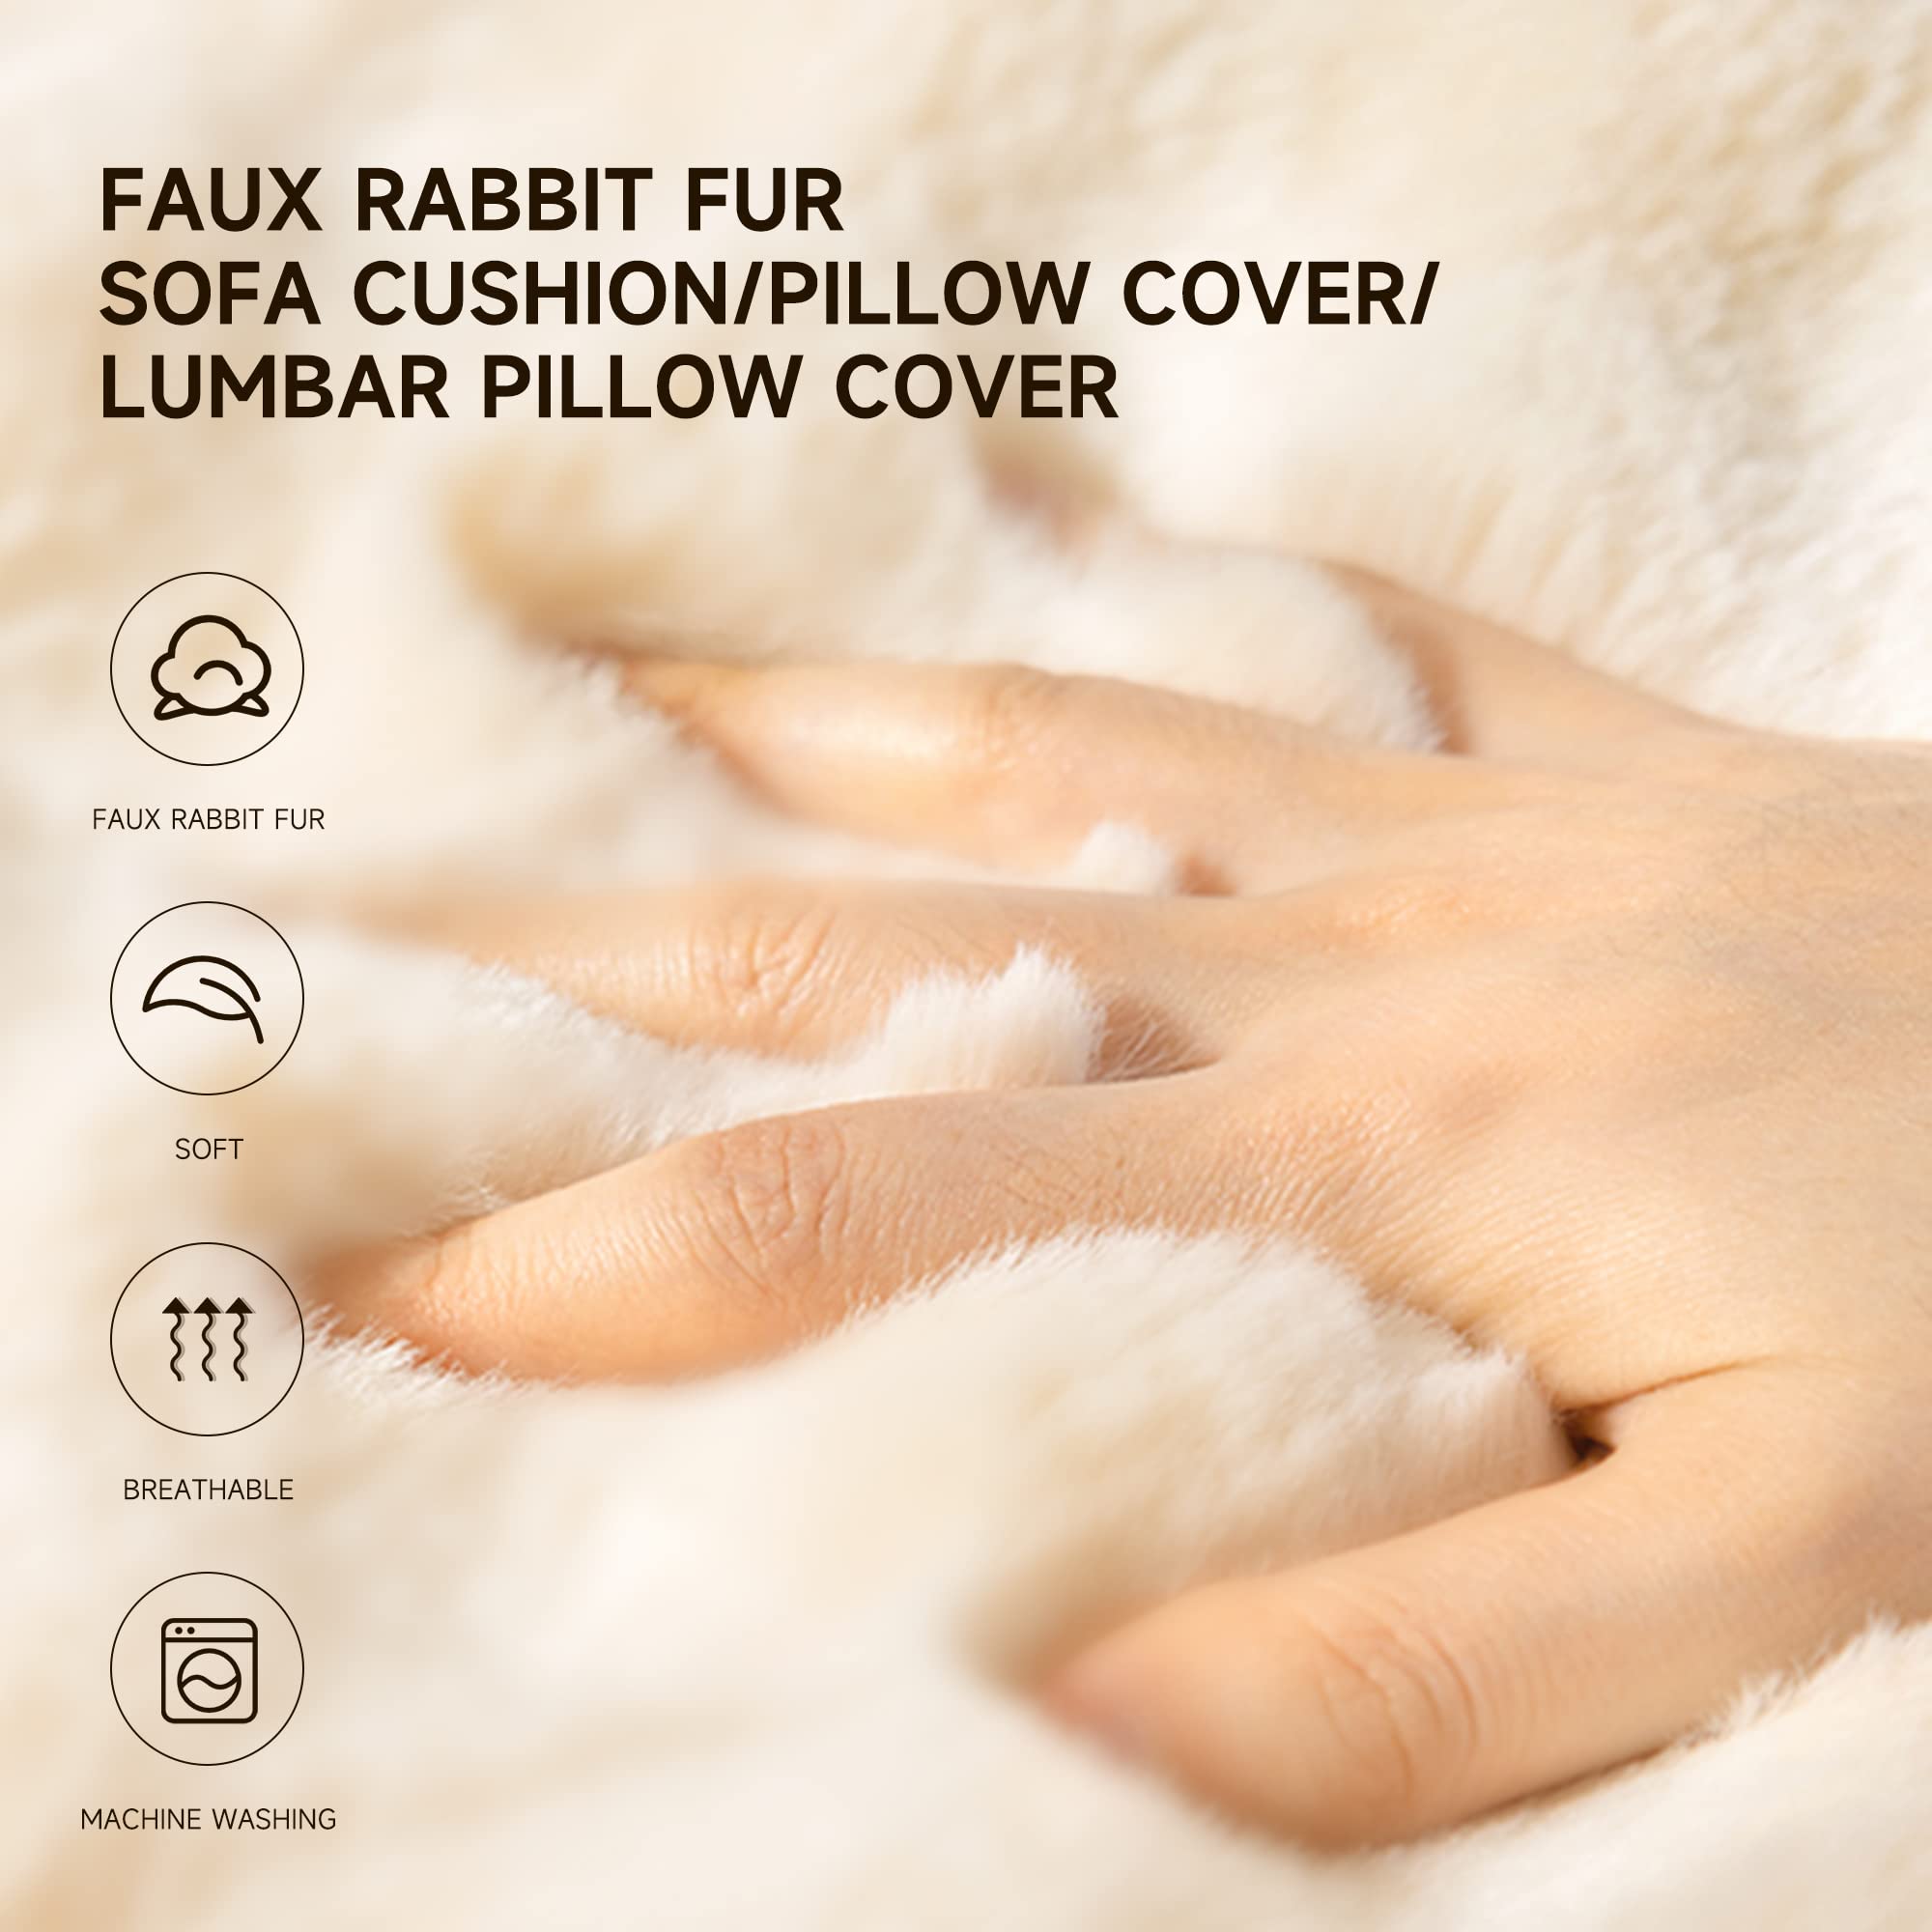 FAUX RABBIT FUR
SOFA CUSHION/PILLOW COVER/
LUMBAR PILLOW COVER
FAUX RABBIT FUR
SOFT
BREATHABLE
MACHINE WASHING